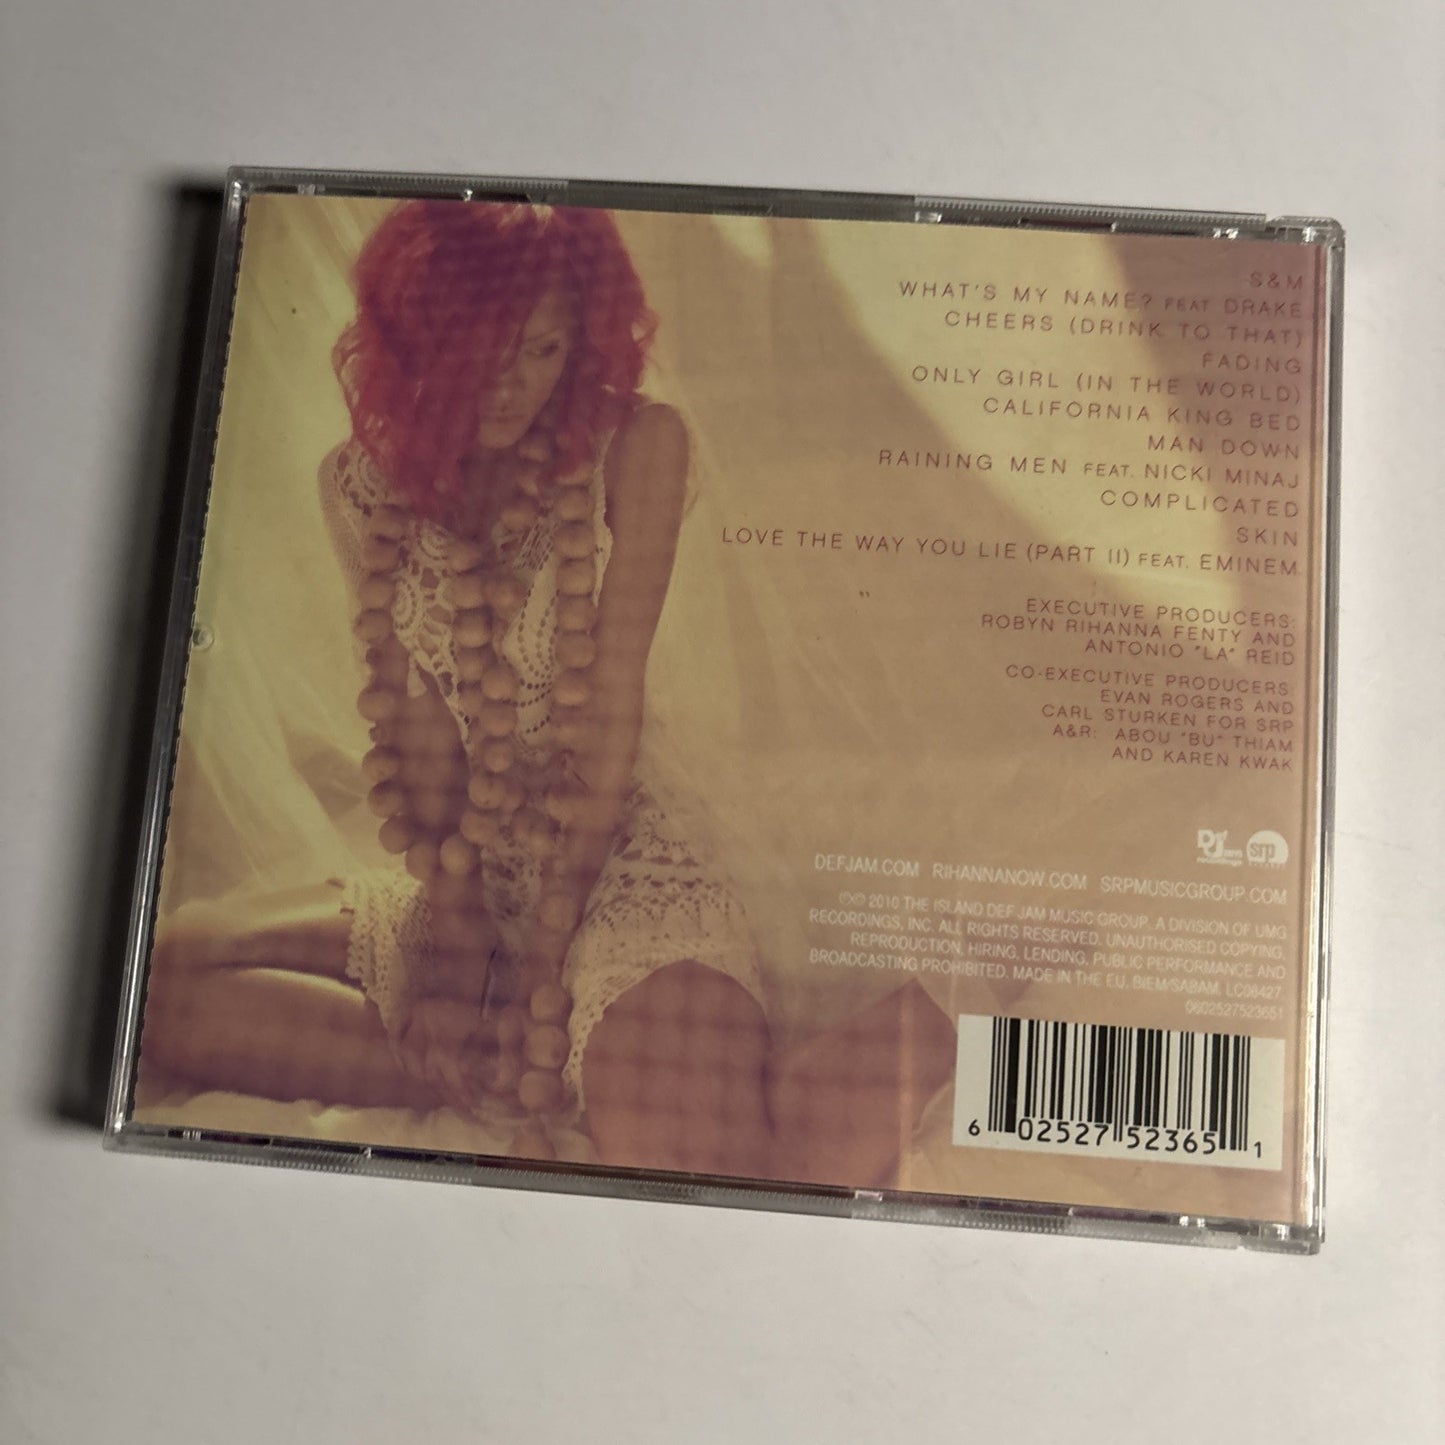 S&M
WHAT'S MY NAME? FEAT DRAKE
CHEERS (DRINK TO THAT)
FADING
ONLY GIRL (IN THE WORLD)
CALIFORNIA KING BED
MAN DOWN
RAINING MEN FEAT. NICKI MINAJ
COMPLICATED
SKIN
LOVE THE WAY YOU LIE (PART II) FEAT. EMINEM
EXECUTIVE PRODUCERS:
ROBYN RIHANNA FENTY AND
ANTONIO "LA" REID
CO-EXECUTIVE PRODUCERS:
EVAN ROGERS AND
CARL STURKEN FOR SRP
A&R: ABOU "BU" THIAM
AND KAREN KWAK
Def Jam recordings
srp
DEFJAM.COM RIHANNANOW.COM SRPMUSICGROUP.COM
℗© 2010 THE ISLAND DEF JAM MUSIC GROUP, A DIVISION OF UMG
RECORDINGS, INC. ALL RIGHTS RESERVED. UNAUTHORISED COPYING,
REPRODUCTION, HIRING, LENDING, PUBLIC PERFORMANCE AND
BROADCASTING PROHIBITED. MADE IN THE EU. BIEM/SABAM. LC08427.
0602527523651
6 02527 52365 1